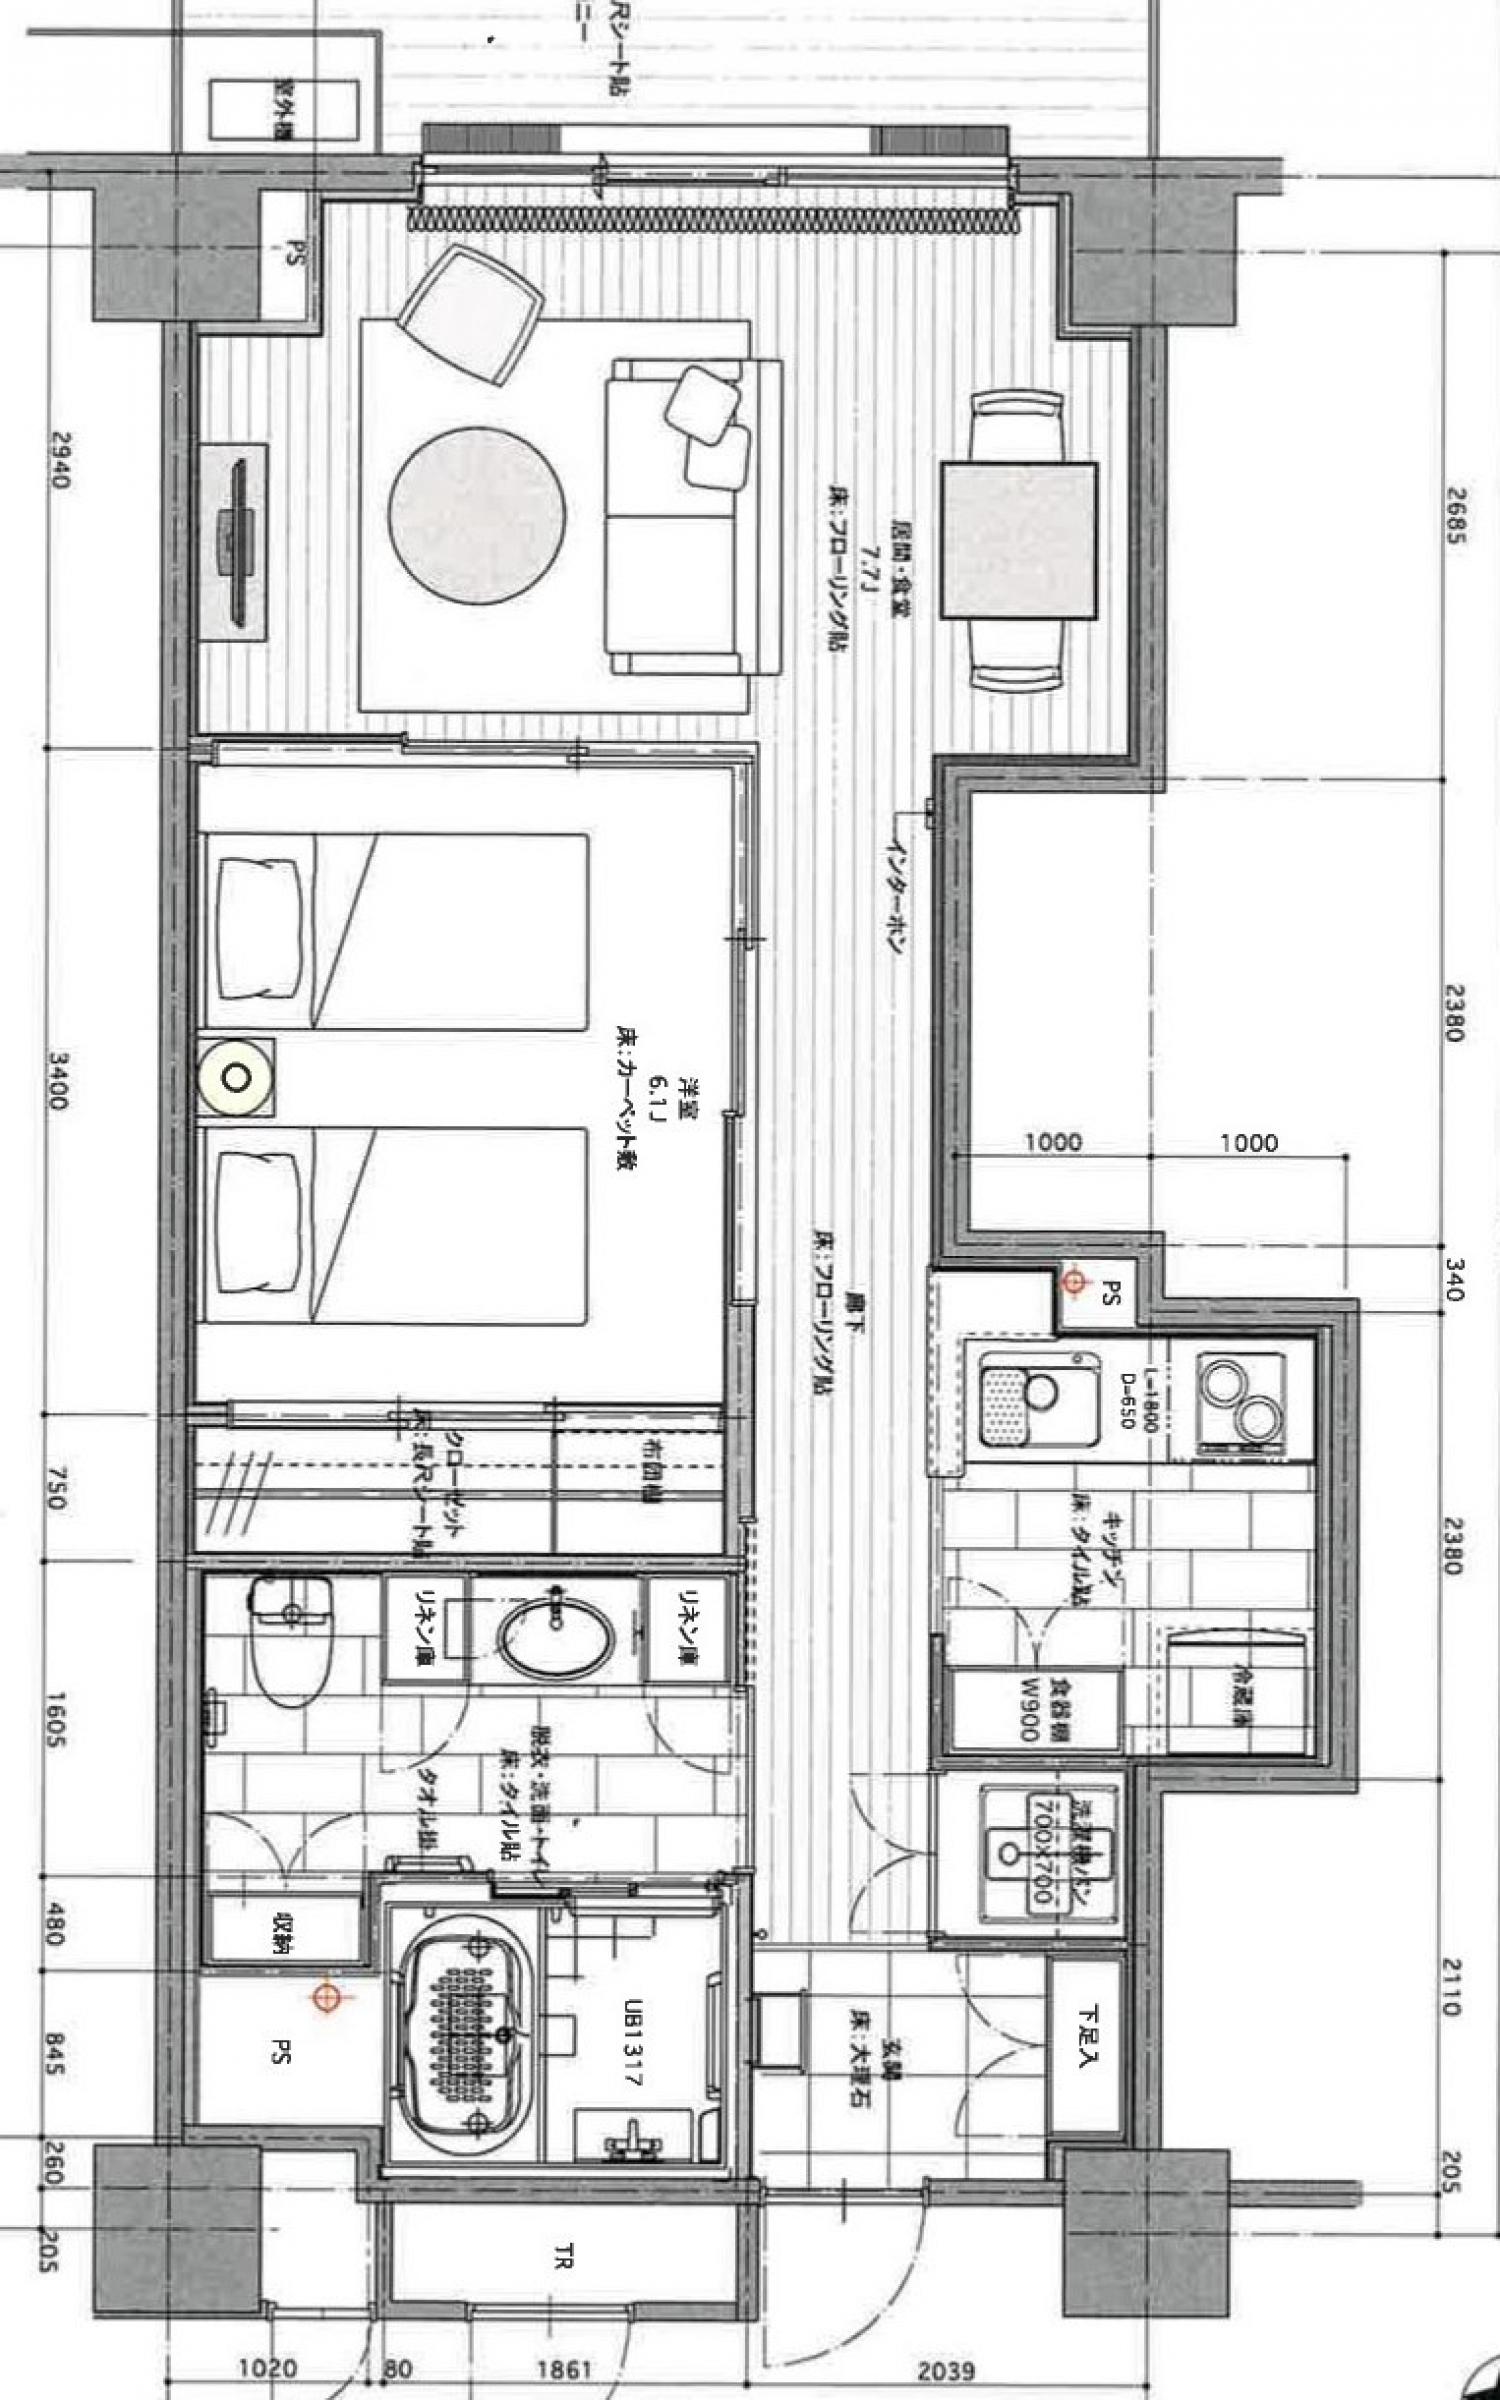 尺シート貼
ニー
室外機
PS
2940
2685
居間・食堂
7.7J
床:フローリング貼
インターホン
2380
3400
洋室
6.1J
床:カーペット敷
1000
1000
340
PS
廊下
床:フローリング貼
L=1800
D=650
750
布団棚
クローゼット
床:長尺シート貼
キッチン
床:タイル貼
2380
リネン庫
リネン庫
冷蔵庫
食器棚
W900
1605
脱衣・洗面・トイレ
床:タイル貼
タオル掛
洗濯機パン
700X700
480
収納
2110
下足入
UB1317
玄関
床:大理石
845
PS
260
205
205
TR
1020
80
1861
2039